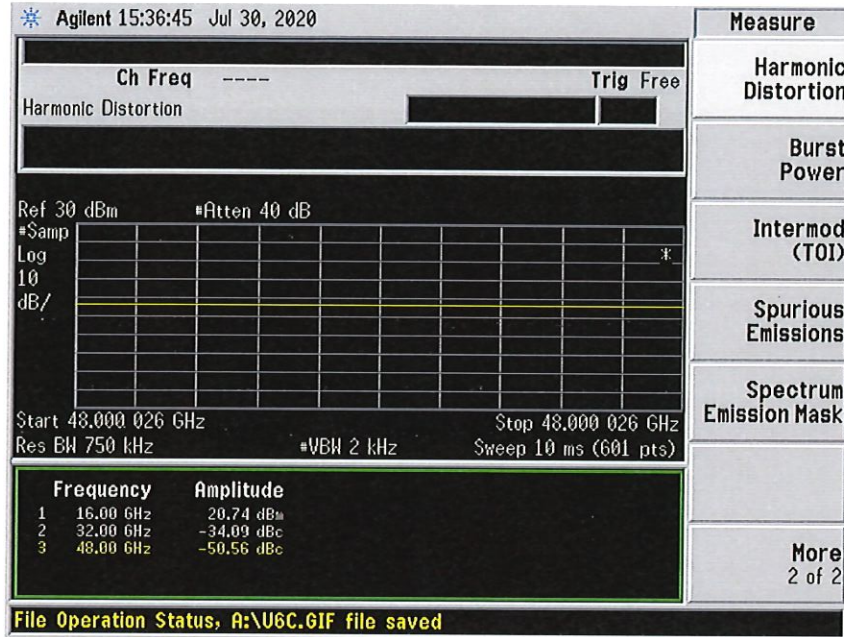 Agilent 15:36:45 Jul 30, 2020
Measure
Ch Freq ---- Trig Free
Harmonic Distortion
Harmonic Distortion
Burst Power
Intermod (TOI)
Spurious Emissions
Spectrum Emission Mask
More 2 of 2
Ref 30 dBm #Atten 40 dB
#Samp
Log
10
dB/
*
Start 48.000 026 GHz Stop 48.000 026 GHz
Res BW 750 kHz #VBW 2 kHz Sweep 10 ms (601 pts)
Frequency Amplitude
1 16.00 GHz 20.74 dBm
2 32.00 GHz -34.09 dBc
3 48.00 GHz -50.56 dBc
File Operation Status, A:\U6C.GIF file saved